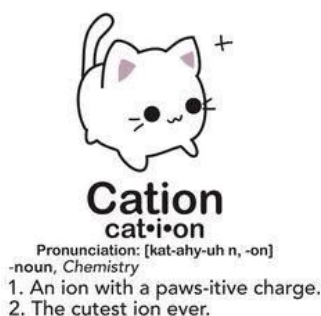 +
Cation
cat•i•on
Pronunciation: [kat-ahy-uh n, -on]
-noun, Chemistry
1. An ion with a paws-itive charge.
2. The cutest ion ever.